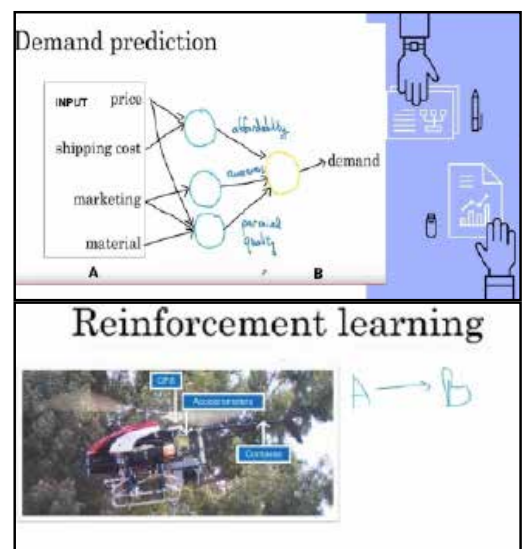 Demand prediction
INPUT price
shipping cost
marketing
material
affordability
awareness
perceived
quality
demand
A B
Reinforcement learning
GPS
Accelerometers
Compass
A → B